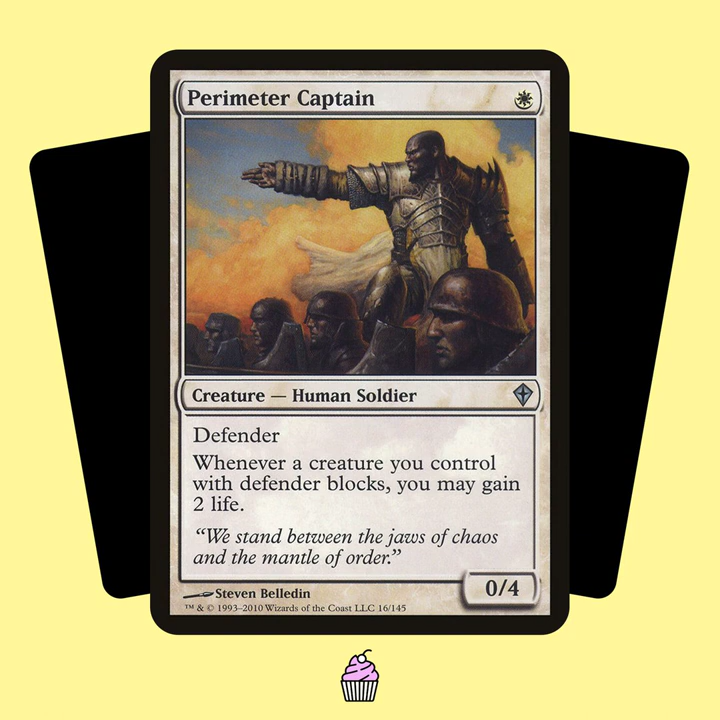 Perimeter Captain
Creature — Human Soldier
Defender
Whenever a creature you control
with defender blocks, you may gain
2 life.
“We stand between the jaws of chaos
and the mantle of order.”
0/4
Steven Belledin
™ & © 1993–2010 Wizards of the Coast LLC 16/145